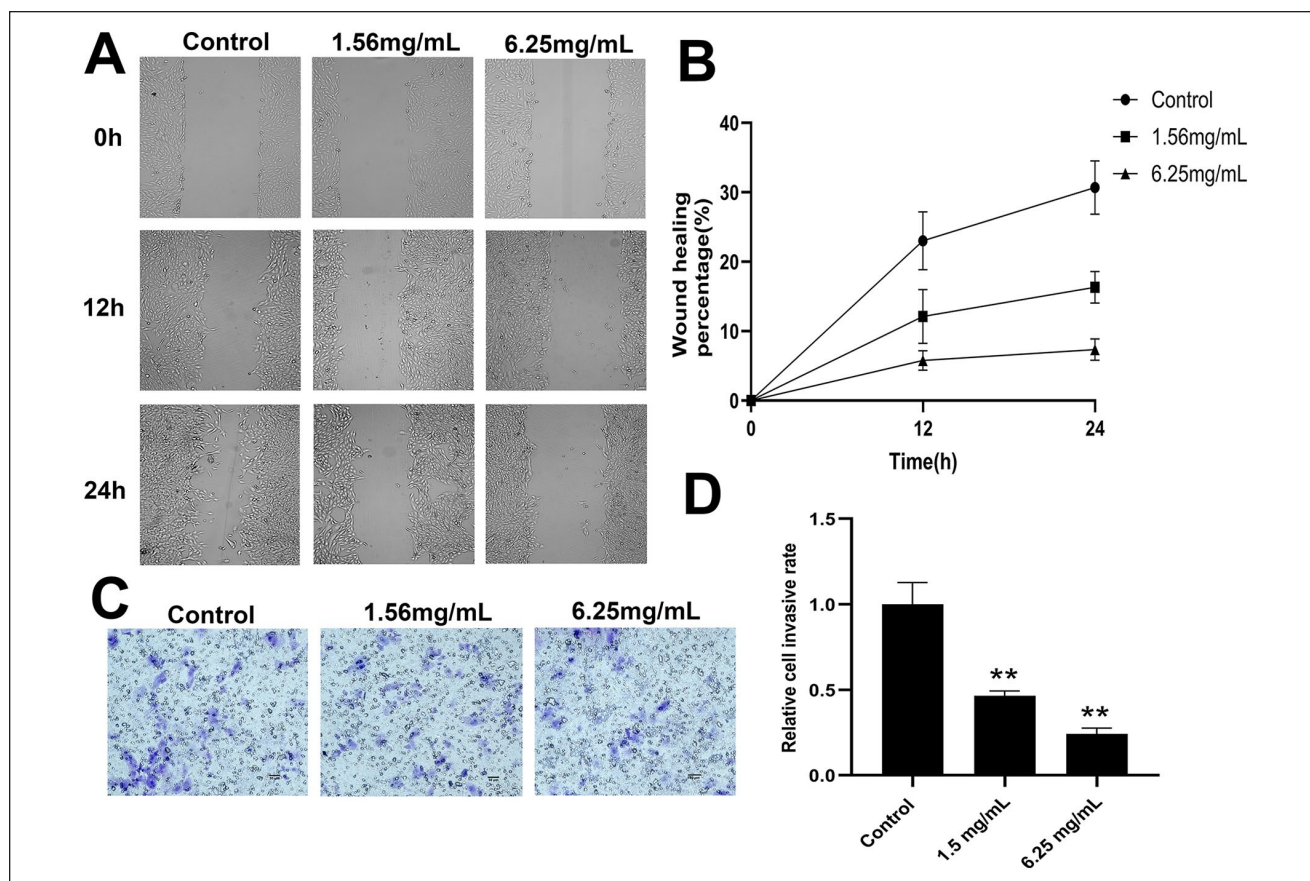 A
Control
1.56mg/mL
6.25mg/mL
0h
12h
24h
B
Control
1.56mg/mL
6.25mg/mL
Wound healing
percentage(%)
40
30
20
10
0
0
12
24
Time(h)
C
Control
1.56mg/mL
6.25mg/mL
D
Relative cell invasive rate
1.5
1.0
0.5
0.0
**
**
Control
1.5 mg/mL
6.25 mg/mL